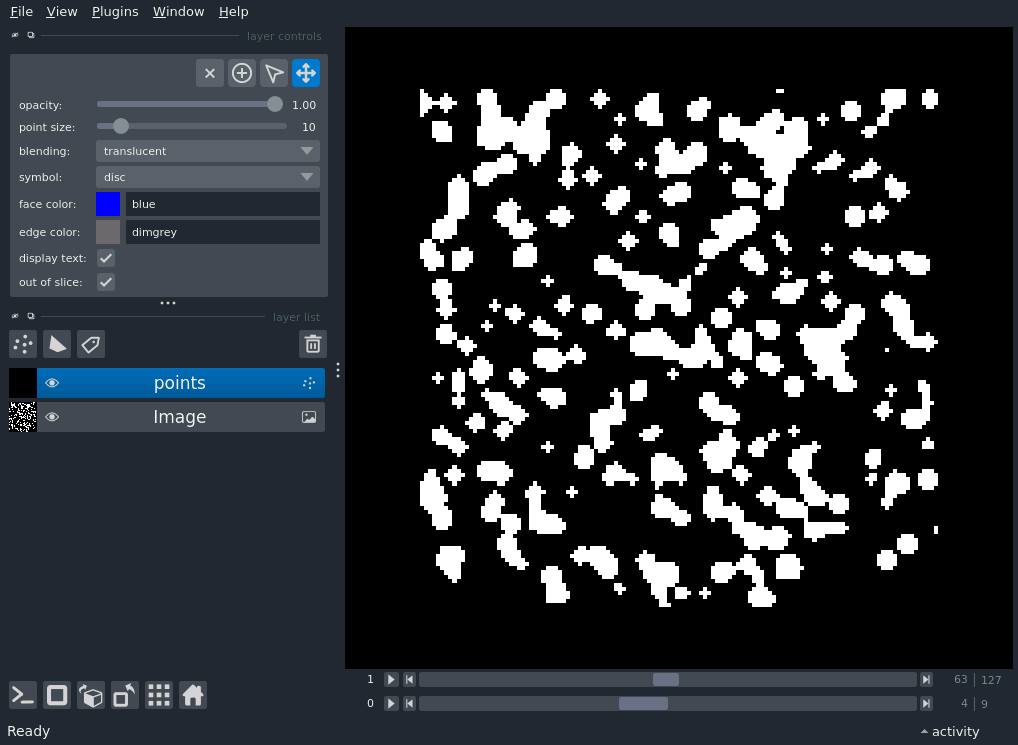 File View Plugins Window Help
layer controls
opacity: 1.00
point size: 10
blending: translucent
symbol: disc
face color: blue
edge color: dimgrey
display text:
out of slice:
layer list
points
Image
1 63 127
0 4 9
Ready activity